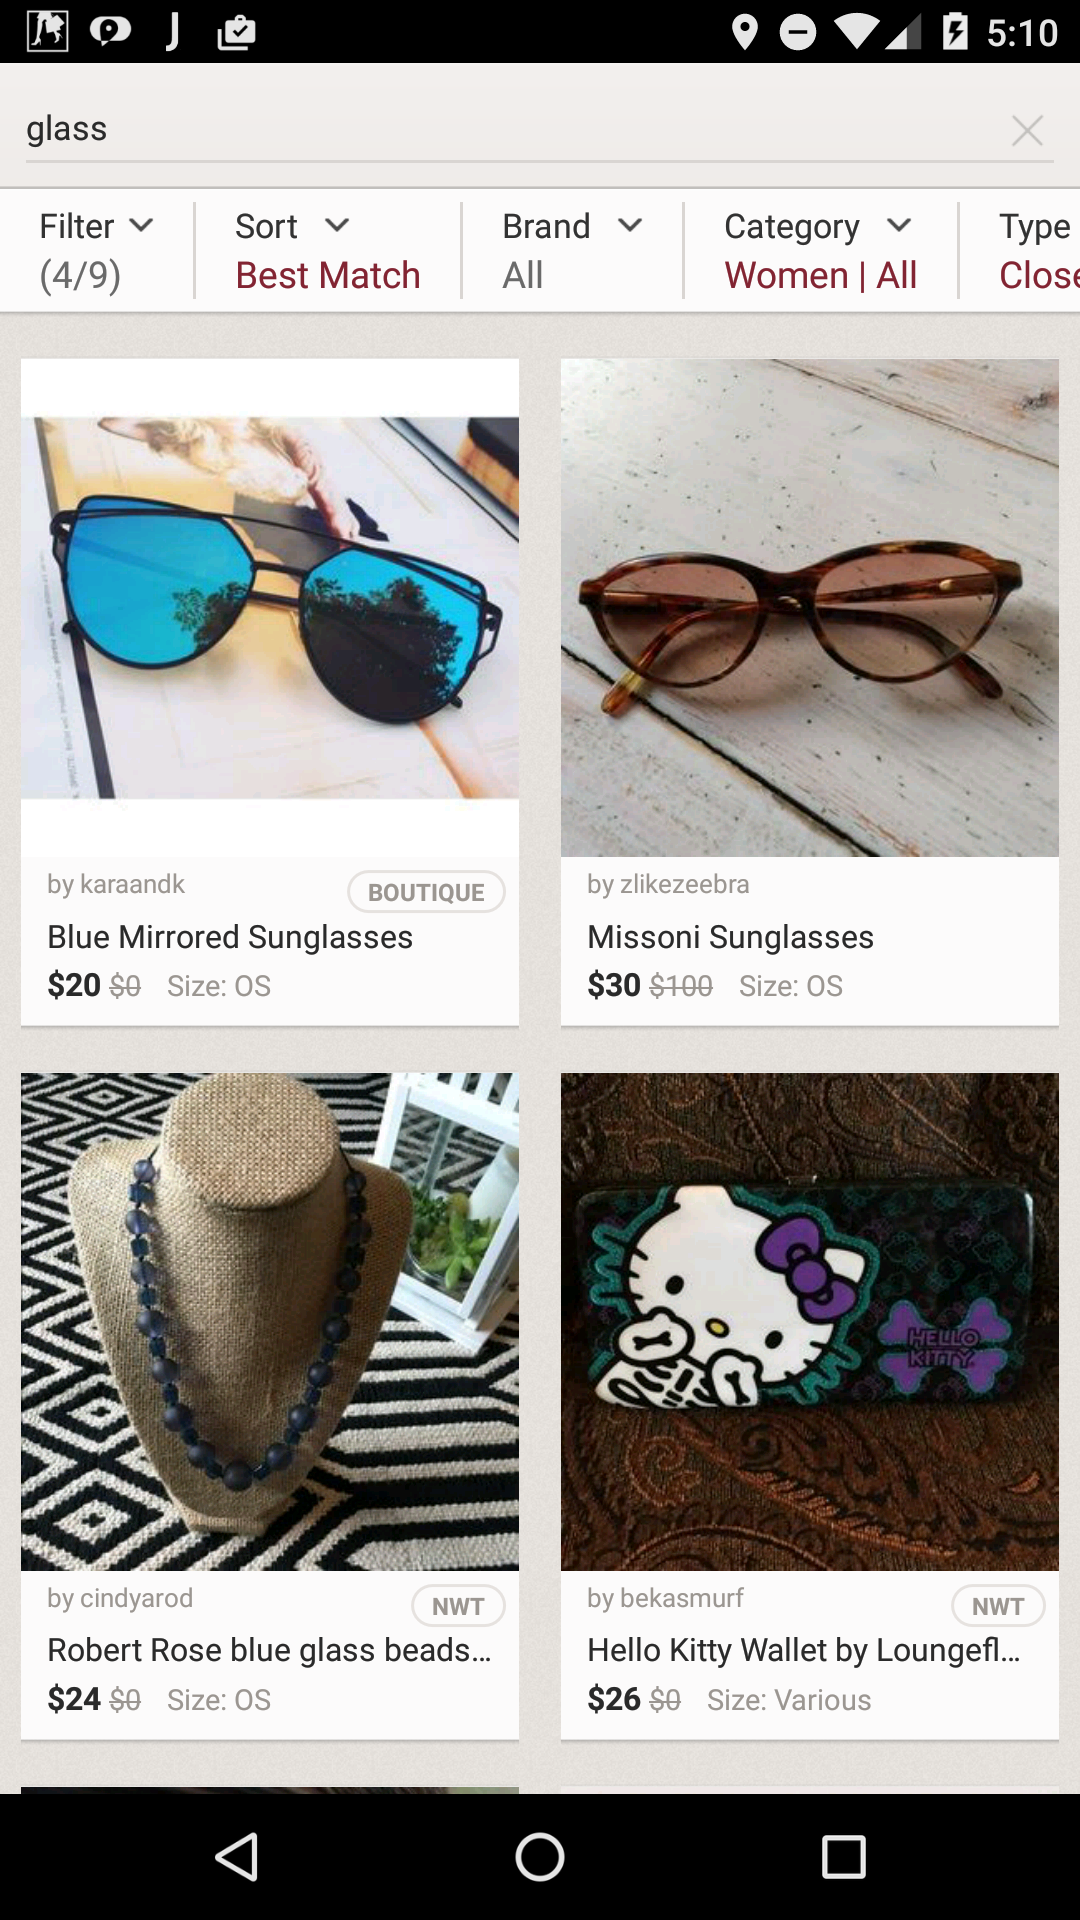 5:10
glass
Filter
(4/9)
Sort
Best Match
Brand
All
Category
Women | All
Type
Close
by karaandk
BOUTIQUE
Blue Mirrored Sunglasses
$20 $0 Size: OS
by zlikezeebra
Missoni Sunglasses
$30 $100 Size: OS
HELLO
KITTY
by cindyarod
NWT
Robert Rose blue glass beads...
$24 $0 Size: OS
by bekasmurf
NWT
Hello Kitty Wallet by Loungefl...
$26 $0 Size: Various